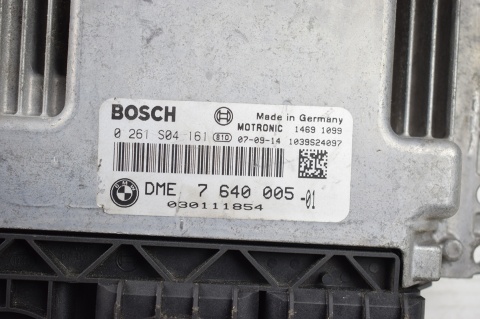 BOSCH Made in Germany
MOTRONIC 1469 1099
0 261 S04 161 810 07-09-14 1039S24097
DME 7 640 005-01
030111854